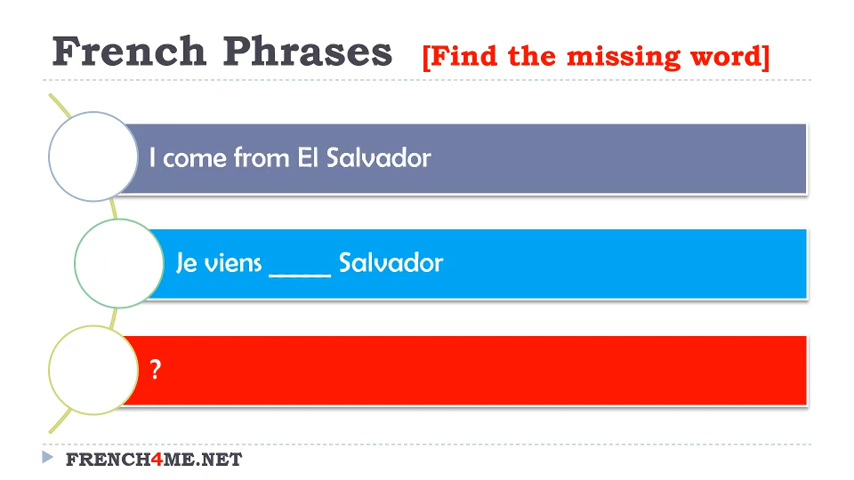 French Phrases [Find the missing word]
I come from El Salvador
Je viens _____ Salvador
?
FRENCH4ME.NET